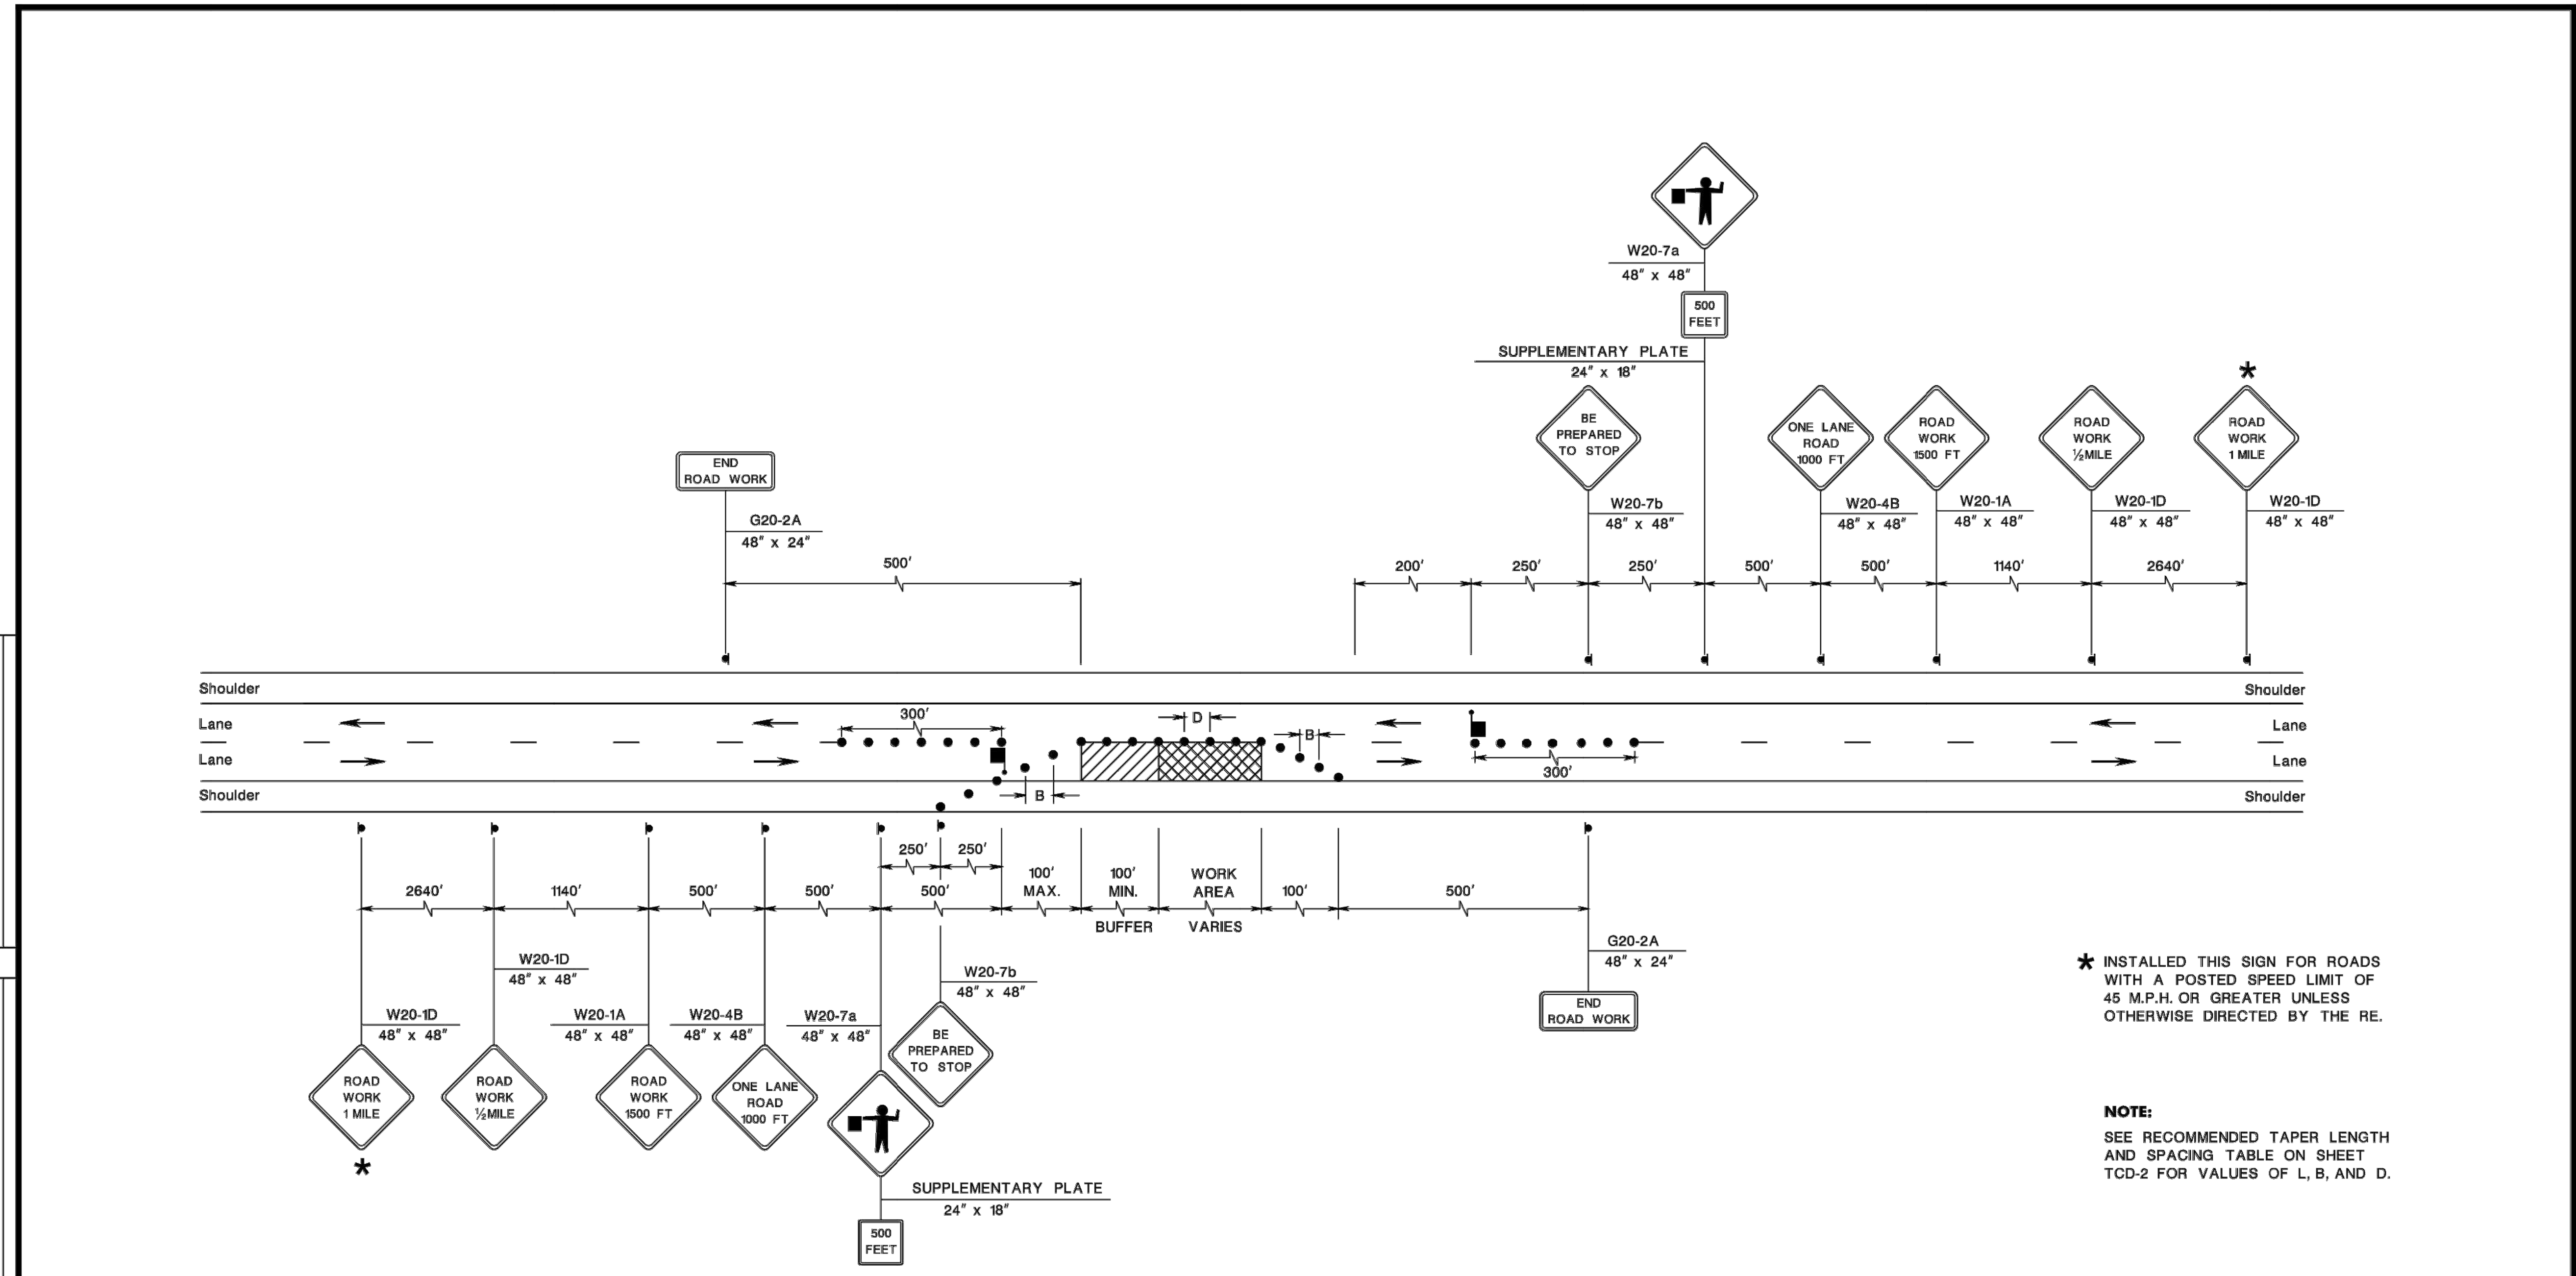 W20-7a
48" x 48"
500
FEET
SUPPLEMENTARY PLATE
24" x 18"
BE
PREPARED
TO STOP
W20-7b
48" x 48"
ONE LANE
ROAD
1000 FT
W20-4B
48" x 48"
ROAD
WORK
1500 FT
W20-1A
48" x 48"
ROAD
WORK
½ MILE
W20-1D
48" x 48"
*
ROAD
WORK
1 MILE
W20-1D
48" x 48"
END
ROAD WORK
G20-2A
48" x 24"
500'
200'
250'
250'
500'
500'
1140'
2640'
Shoulder
Shoulder
Lane
300'
D
B
Lane
Lane
300'
Lane
Shoulder
B
Shoulder
250'
250'
2640'
1140'
500'
500'
500'
100'
MAX.
100'
MIN.
BUFFER
WORK
AREA
VARIES
100'
500'
W20-1D
48" x 48"
ROAD
WORK
1 MILE
*
W20-1D
48" x 48"
ROAD
WORK
½ MILE
W20-1A
48" x 48"
ROAD
WORK
1500 FT
W20-4B
48" x 48"
ONE LANE
ROAD
1000 FT
W20-7a
48" x 48"
SUPPLEMENTARY PLATE
24" x 18"
500
FEET
W20-7b
48" x 48"
BE
PREPARED
TO STOP
G20-2A
48" x 24"
END
ROAD WORK
* INSTALLED THIS SIGN FOR ROADS
WITH A POSTED SPEED LIMIT OF
45 M.P.H. OR GREATER UNLESS
OTHERWISE DIRECTED BY THE RE.
NOTE:
SEE RECOMMENDED TAPER LENGTH
AND SPACING TABLE ON SHEET
TCD-2 FOR VALUES OF L, B, AND D.